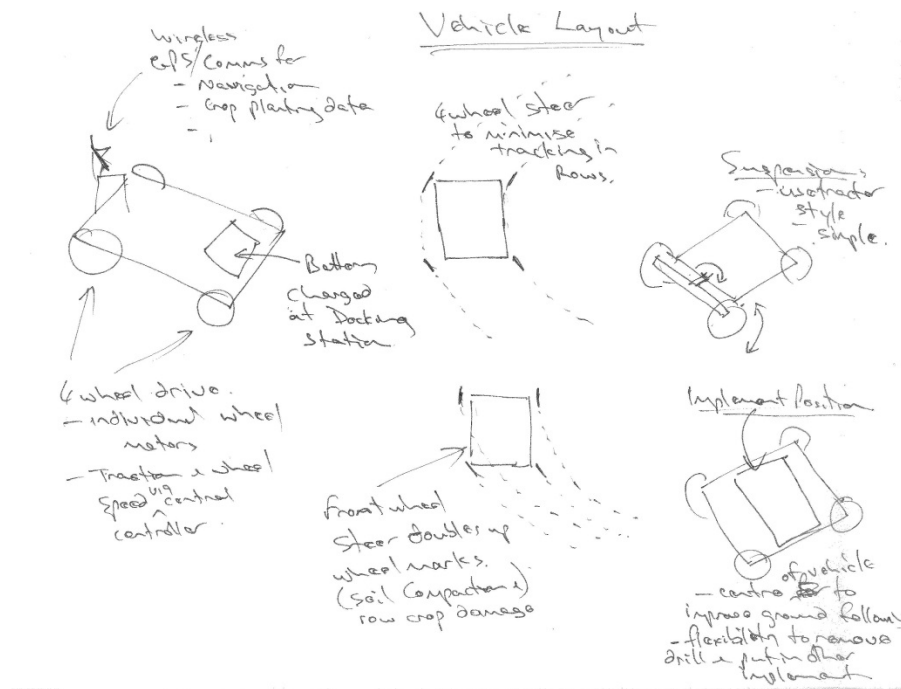 Vehicle Layout
Wireless
GPS/Comms for
- Navigation
- Crop planting data
-
4 wheel steer
to minimise
tracking in
Rows.
Suspension
- use tractor
style
- simple.
Battery
charged
at Docking
station
4 wheel drive.
- individual wheel
motors
- Traction & wheel
speed via central
controller
Front wheel
steer doubles up
wheel marks.
(soil compaction &
row crop damage
Implement Position
- centre of vehicle to
improve ground follow.
- flexibility to remove
drill & put in other
implement